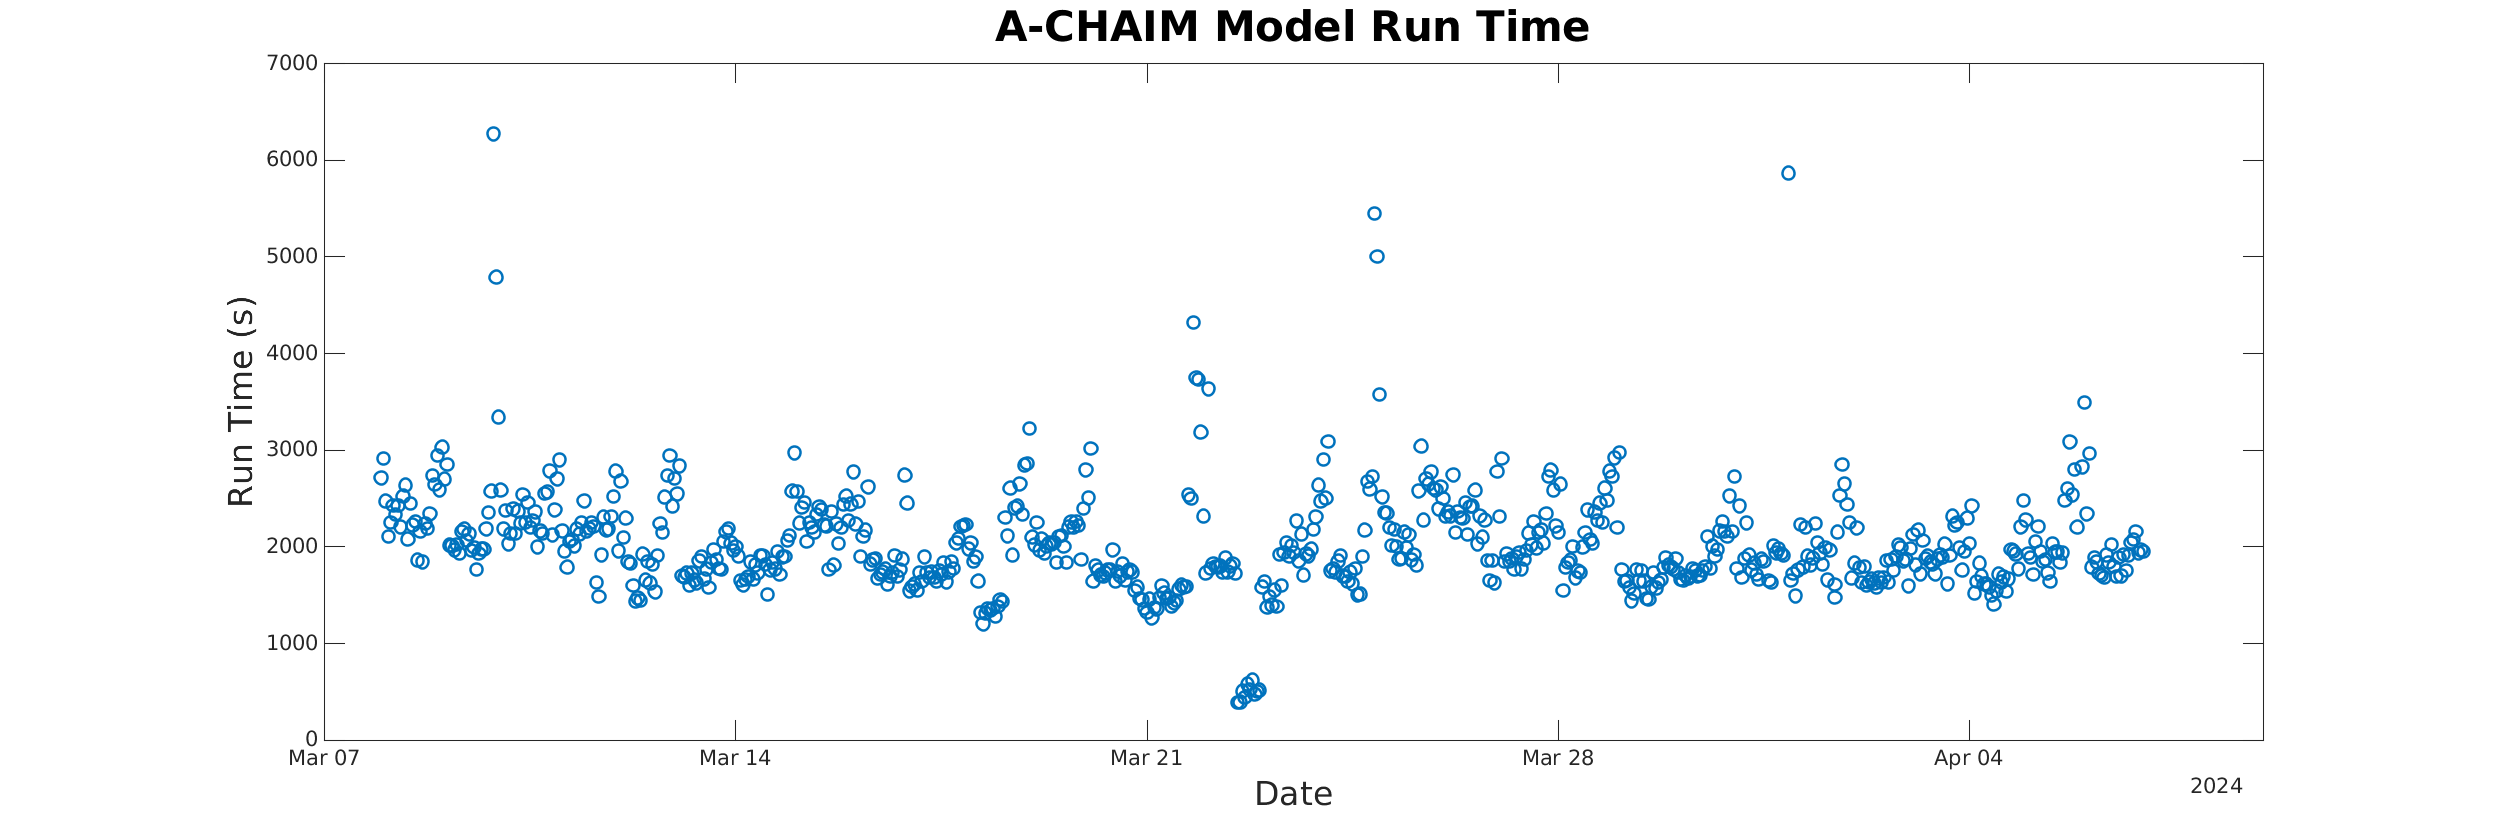 A-CHAIM Model Run Time
7000
6000
5000
4000
3000
2000
1000
0
Run Time (s)
Mar 07 Mar 14 Mar 21 Mar 28 Apr 04
2024
Date